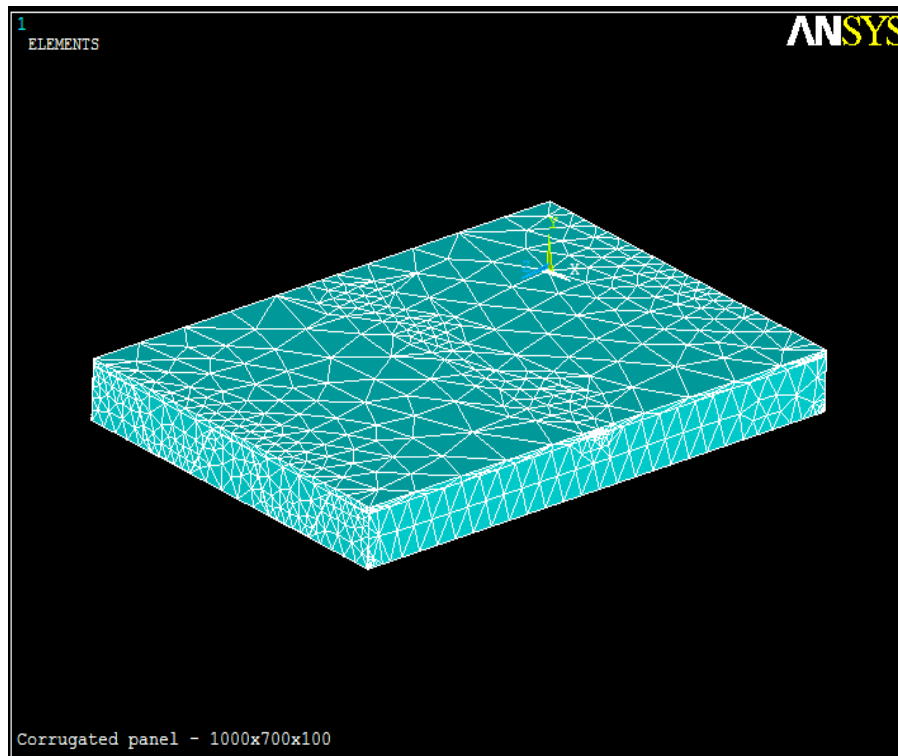 1
ELEMENTS
ANSYS
Y
Z
X
Corrugated panel - 1000x700x100